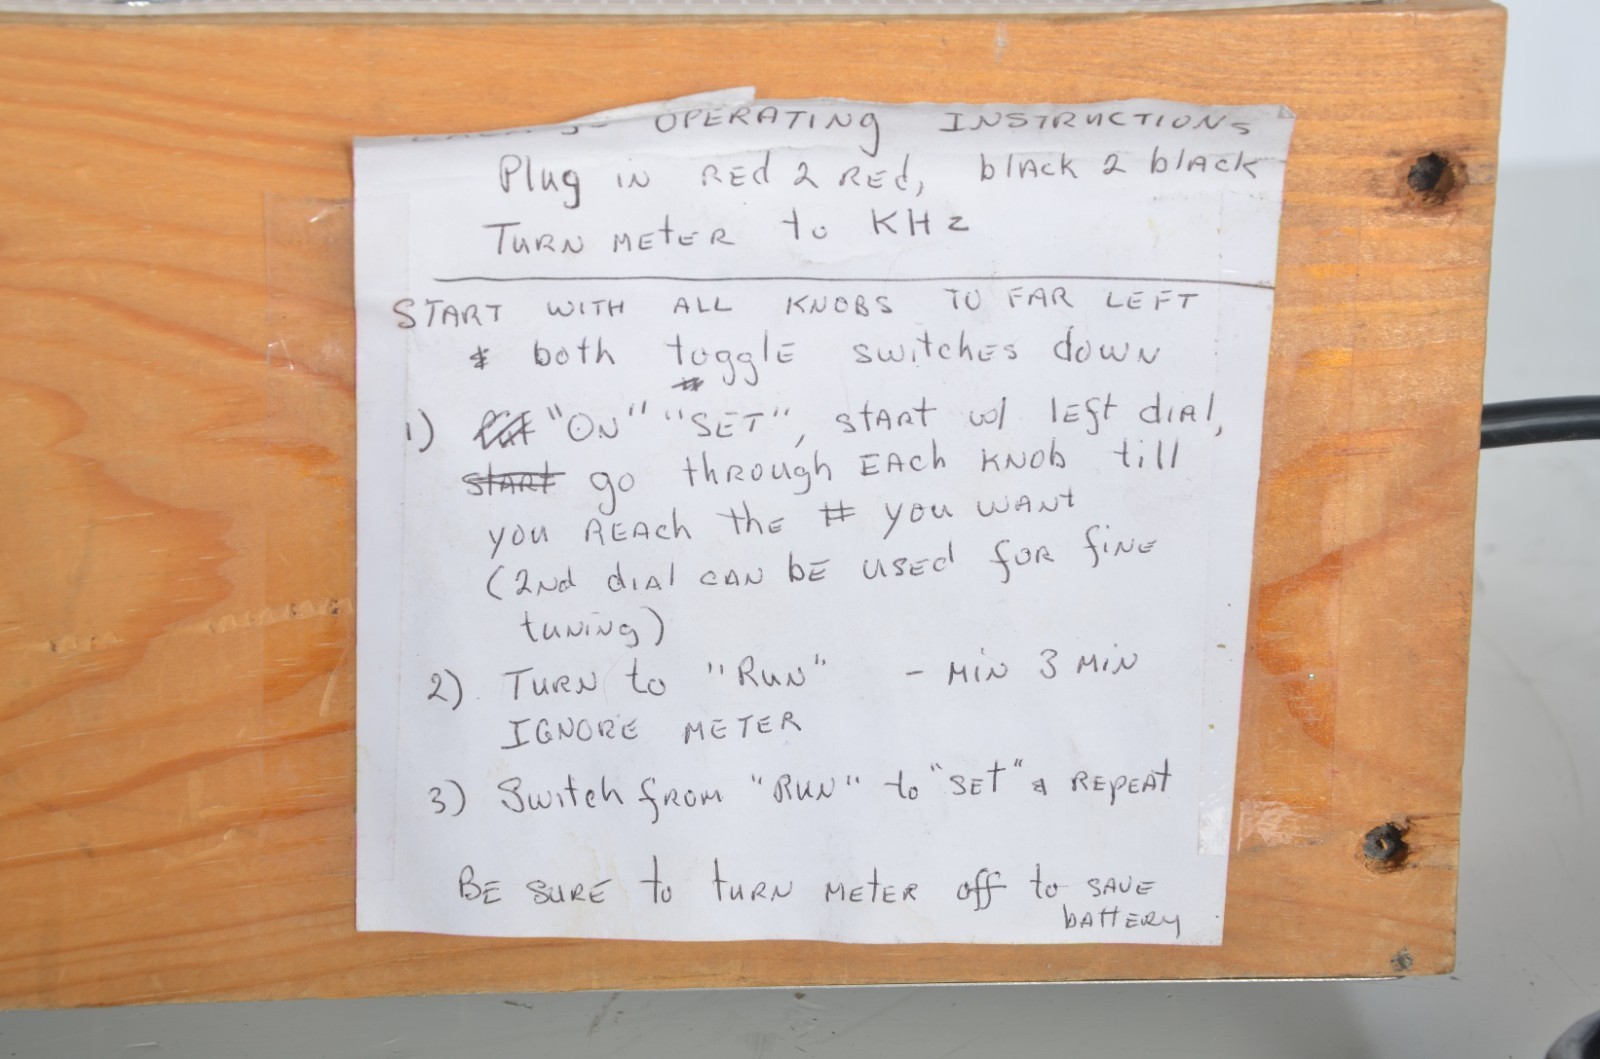 OPERATING INSTRUCTIONS
Plug in RED 2 RED, black 2 black
TURN METER to KHz
START WITH ALL KNOBS TO FAR LEFT
& both toggle switches down
1) "ON" "SET", START w/ left dial,
start go through EACH KNOB till
you REACH the # you WANT
(2nd dial CAN BE USED FOR FINE
tuning)
2) TURN to "RUN" - MIN 3 MIN
IGNORE METER
3) Switch from "RUN" to "SET" & REPEAT
BE SURE to TURN METER off to SAVE
BATTERY